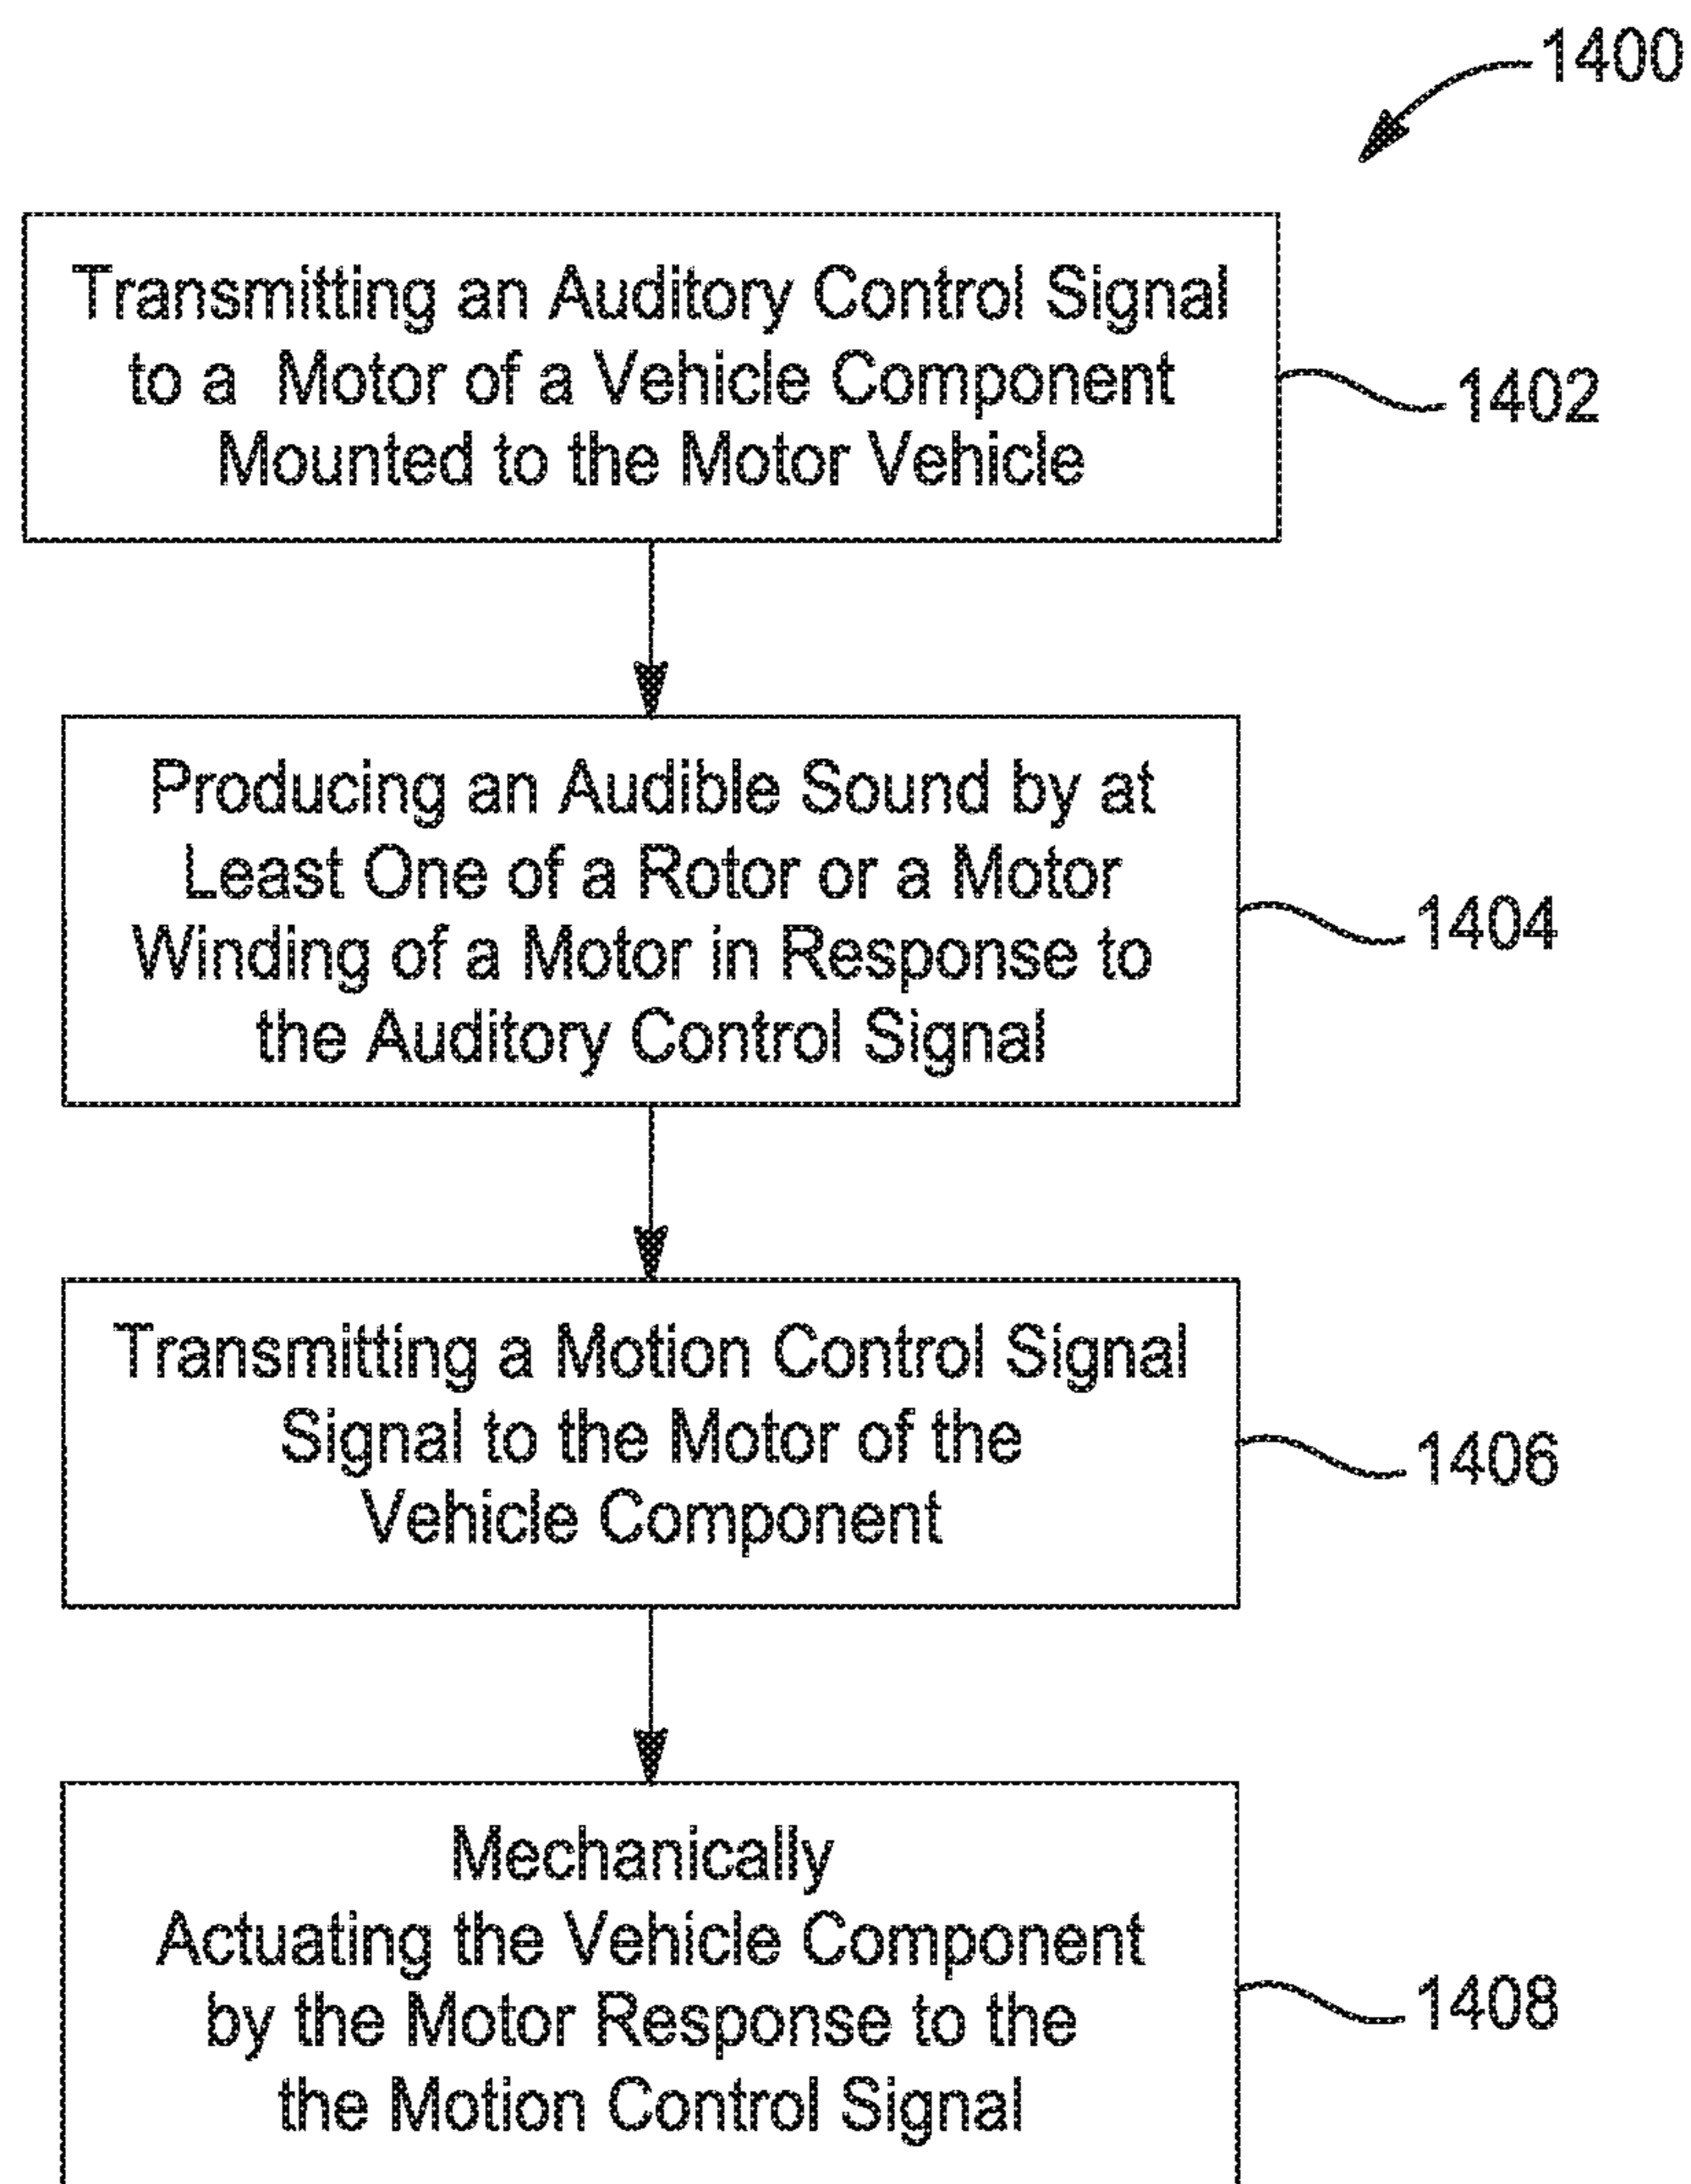 1400
Transmitting an Auditory Control Signal
to a Motor of a Vehicle Component
Mounted to the Motor Vehicle
1402
Producing an Audible Sound by at
Least One of a Rotor or a Motor
Winding of a Motor in Response to
the Auditory Control Signal
1404
Transmitting a Motion Control Signal
Signal to the Motor of the
Vehicle Component
1406
Mechanically
Actuating the Vehicle Component
by the Motor Response to the
the Motion Control Signal
1408